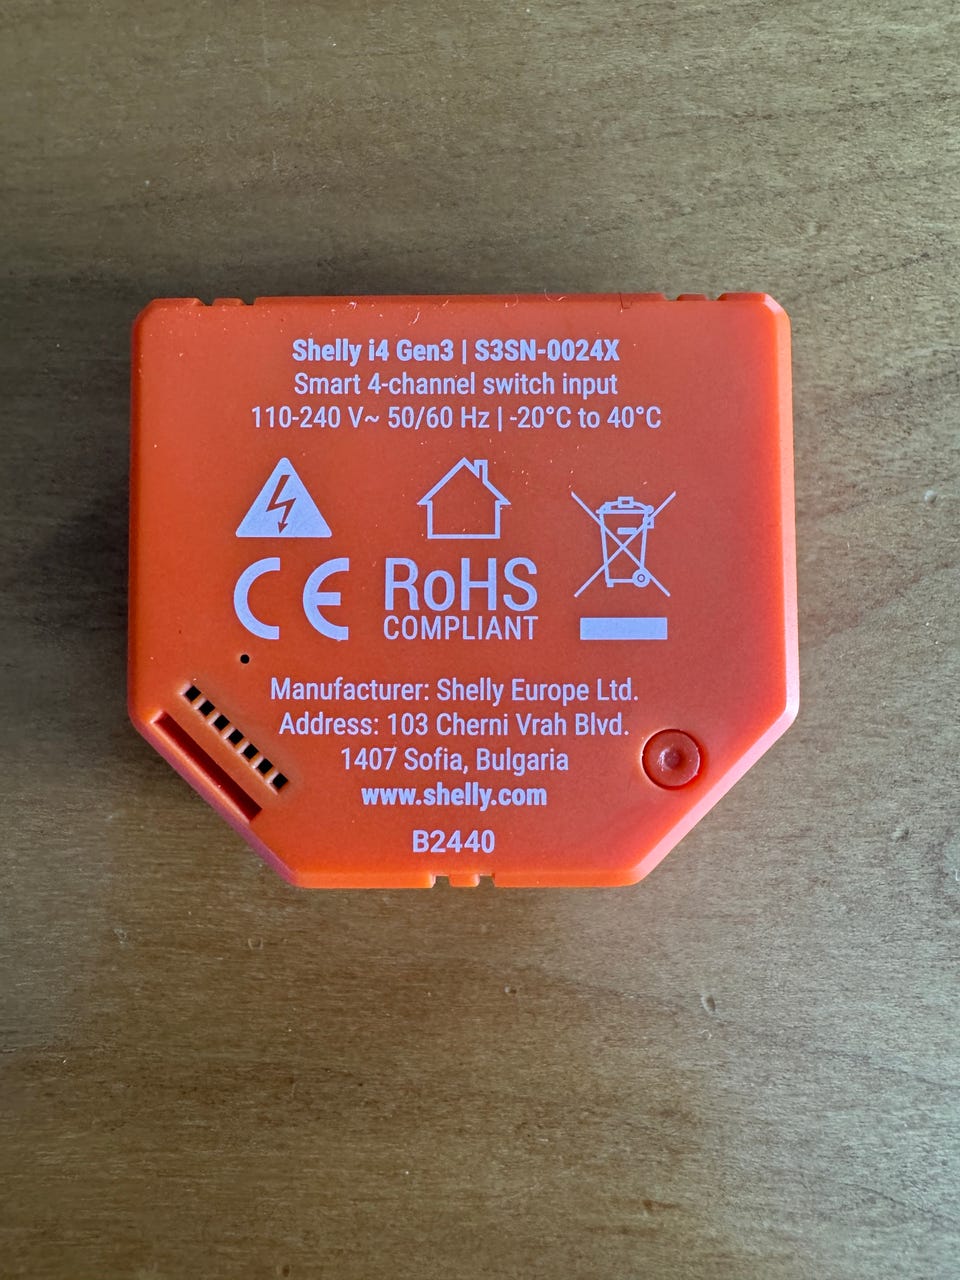 Shelly i4 Gen3 | S3SN-0024X
Smart 4-channel switch input
110-240 V~ 50/60 Hz | -20°C to 40°C
CE
RoHS
COMPLIANT
Manufacturer: Shelly Europe Ltd.
Address: 103 Cherni Vrah Blvd.
1407 Sofia, Bulgaria
www.shelly.com
B2440